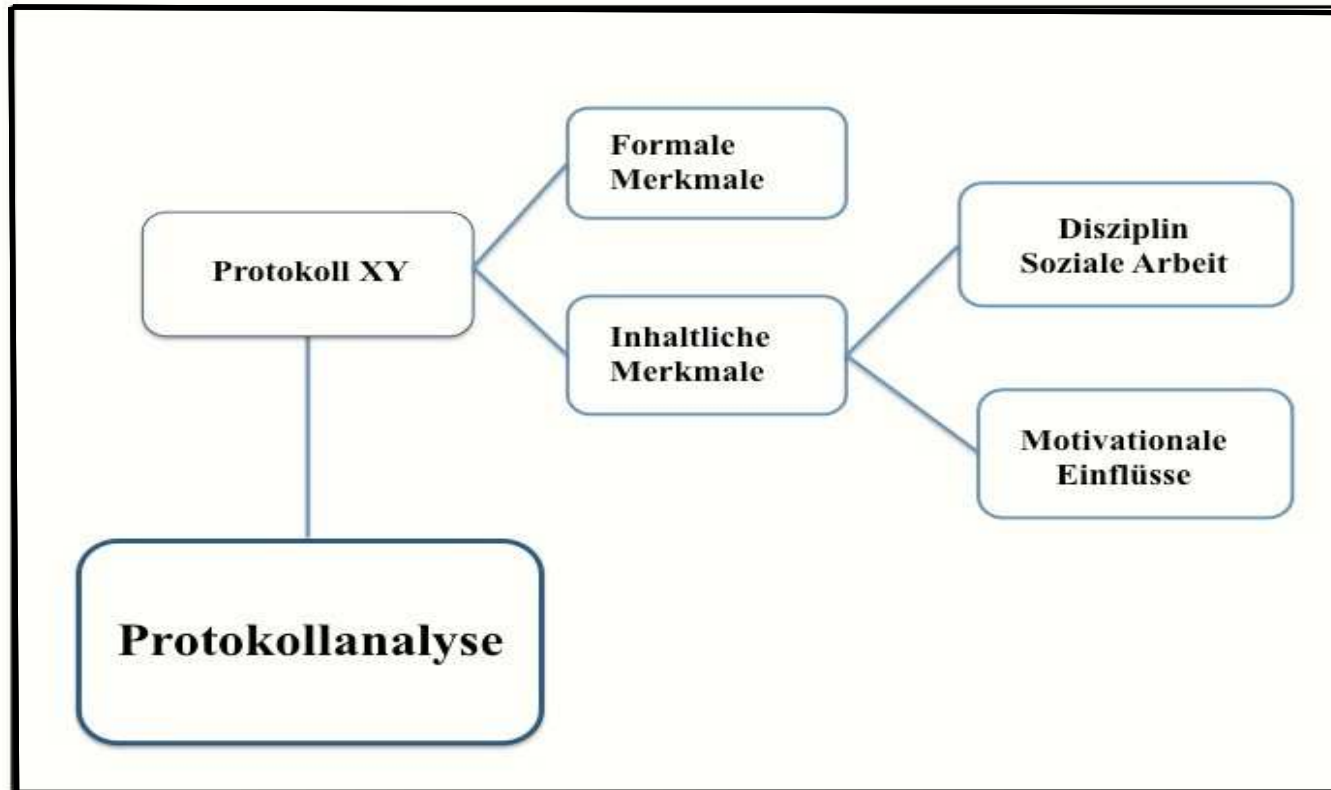 Formale
Merkmale
Disziplin
Soziale Arbeit
Protokoll XY
Inhaltliche
Merkmale
Motivationale
Einflüsse
Protokollanalyse